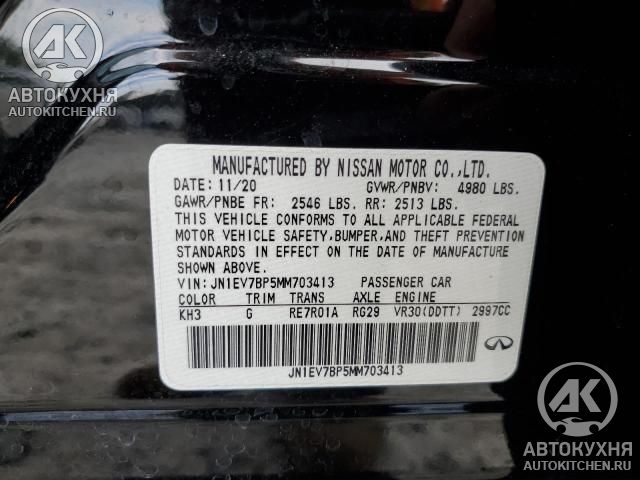 AK
АВТОКУХНЯ
AUTOKITCHEN.RU
MANUFACTURED BY NISSAN MOTOR CO.,LTD.
DATE: 11/20 GVWR/PNBV: 4980 LBS.
GAWR/PNBE FR: 2546 LBS. RR: 2513 LBS.
THIS VEHICLE CONFORMS TO ALL APPLICABLE FEDERAL
MOTOR VEHICLE SAFETY, BUMPER, AND THEFT PREVENTION
STANDARDS IN EFFECT ON THE DATE OF MANUFACTURE
SHOWN ABOVE.
VIN: JN1EV7BP5MM703413 PASSENGER CAR
COLOR TRIM TRANS AXLE ENGINE
KH3 G RE7R01A RG29 VR30(DDTT) 2997CC
JN1EV7BP5MM703413
AK
АВТОКУХНЯ
AUTOKITCHEN.RU